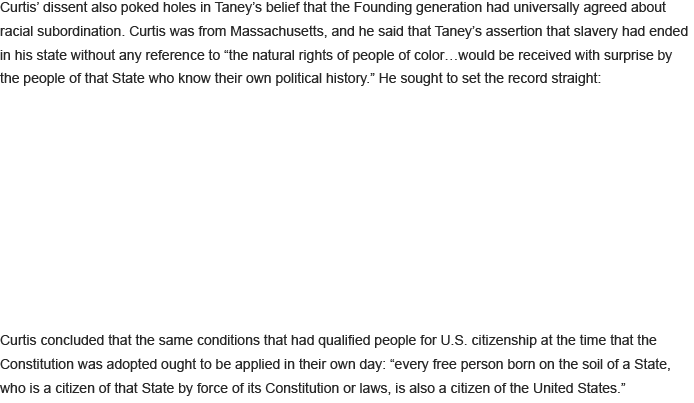 Curtis’ dissent also poked holes in Taney’s belief that the Founding generation had universally agreed about
racial subordination. Curtis was from Massachusetts, and he said that Taney’s assertion that slavery had ended
in his state without any reference to “the natural rights of people of color…would be received with surprise by
the people of that State who know their own political history.” He sought to set the record straight:
Curtis concluded that the same conditions that had qualified people for U.S. citizenship at the time that the
Constitution was adopted ought to be applied in their own day: “every free person born on the soil of a State,
who is a citizen of that State by force of its Constitution or laws, is also a citizen of the United States.”